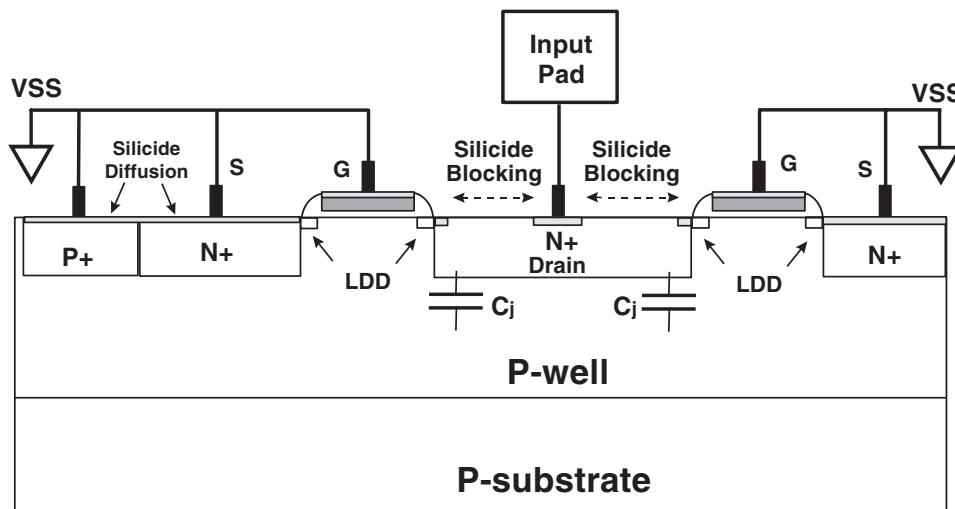 Input
Pad
VSS
VSS
Silicide
Diffusion
S
G
Silicide
Blocking
Silicide
Blocking
G
S
P+
N+
LDD
N+
Drain
LDD
N+
Cj
Cj
P-well
P-substrate